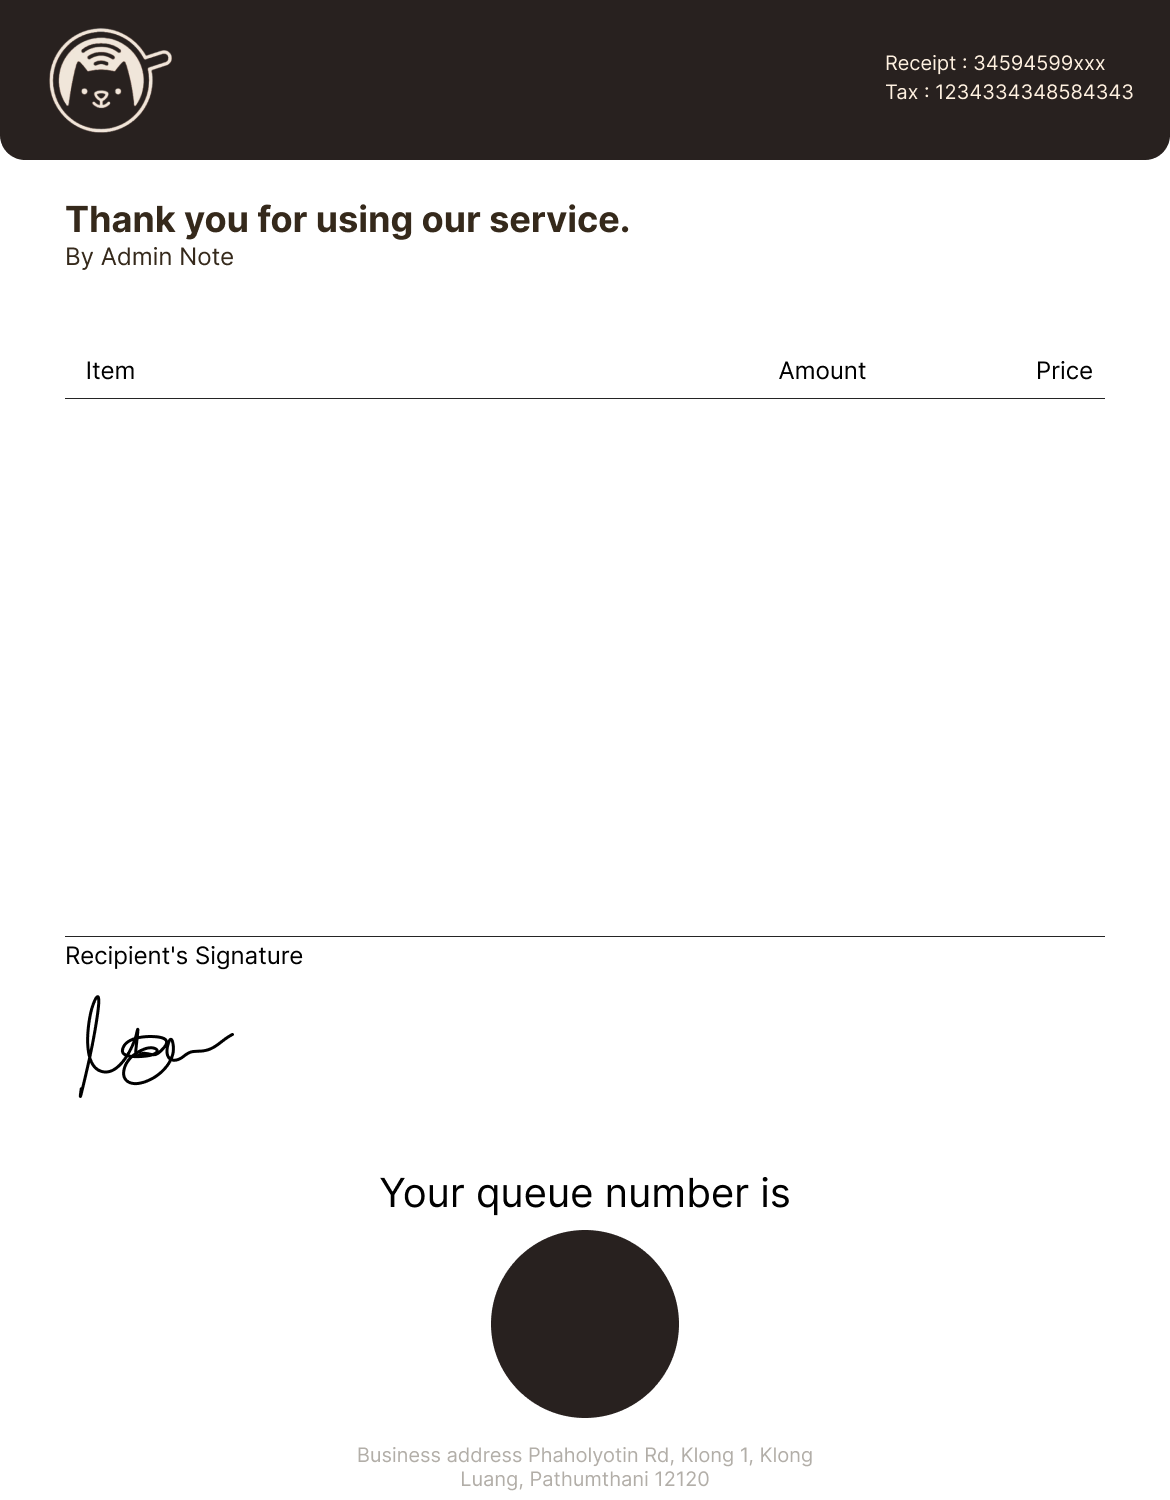 Receipt : 34594599xxx
Tax : 1234334348584343
Thank you for using our service.
By Admin Note
Item Amount Price
Recipient's Signature
Your queue number is
Business address Phaholyotin Rd, Klong 1, Klong
Luang, Pathumthani 12120